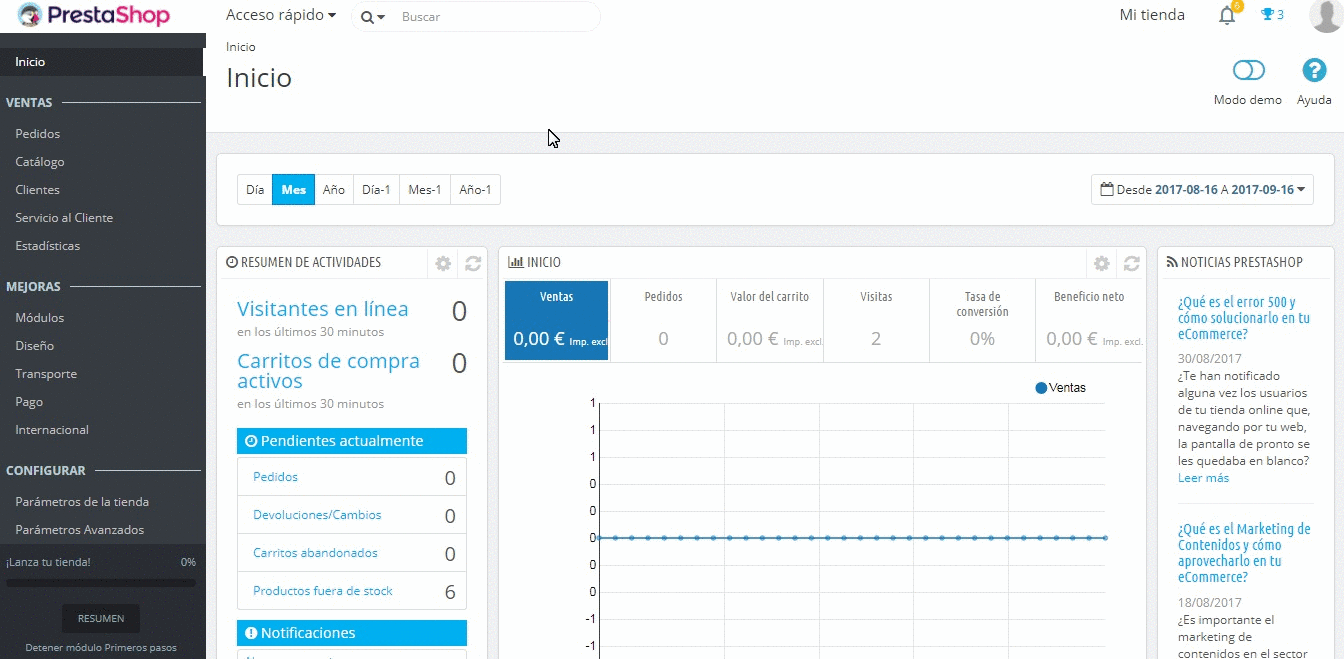 PrestaShop
Acceso rápido
Buscar
Mi tienda
6
3
Inicio
Inicio
Modo demo
Ayuda
Inicio
VENTAS
Pedidos
Catálogo
Clientes
Servicio al Cliente
Estadísticas
MEJORAS
Módulos
Diseño
Transporte
Pago
Internacional
CONFIGURAR
Parámetros de la tienda
Parámetros Avanzados
¡Lanza tu tienda! 0%
RESUMEN
Detener módulo Primeros pasos
Día Mes Año Día-1 Mes-1 Año-1
Desde 2017-08-16 A 2017-09-16
RESUMEN DE ACTIVIDADES
Visitantes en línea 0
en los últimos 30 minutos
Carritos de compra 0
activos
en los últimos 30 minutos
Pendientes actualmente
Pedidos 0
Devoluciones/Cambios 0
Carritos abandonados 0
Productos fuera de stock 6
Notificaciones
INICIO
Ventas
0,00 € Imp. excl
Pedidos
0
Valor del carrito
0,00 € Imp. excl.
Visitas
2
Tasa de
conversión
0%
Beneficio neto
0,00 € Imp. excl.
Ventas
1
1
1
0
0
0
0
0
-1
-1
NOTICIAS PRESTASHOP
¿Qué es el error 500 y
cómo solucionarlo en tu
eCommerce?
30/08/2017
¿Te han notificado
alguna vez los usuarios
de tu tienda online que,
navegando por tu web,
la pantalla de pronto se
les quedaba en blanco?
Leer más
¿Qué es el Marketing de
Contenidos y cómo
aprovecharlo en tu
eCommerce?
18/08/2017
¿Es importante el
marketing de
contenidos en el sector